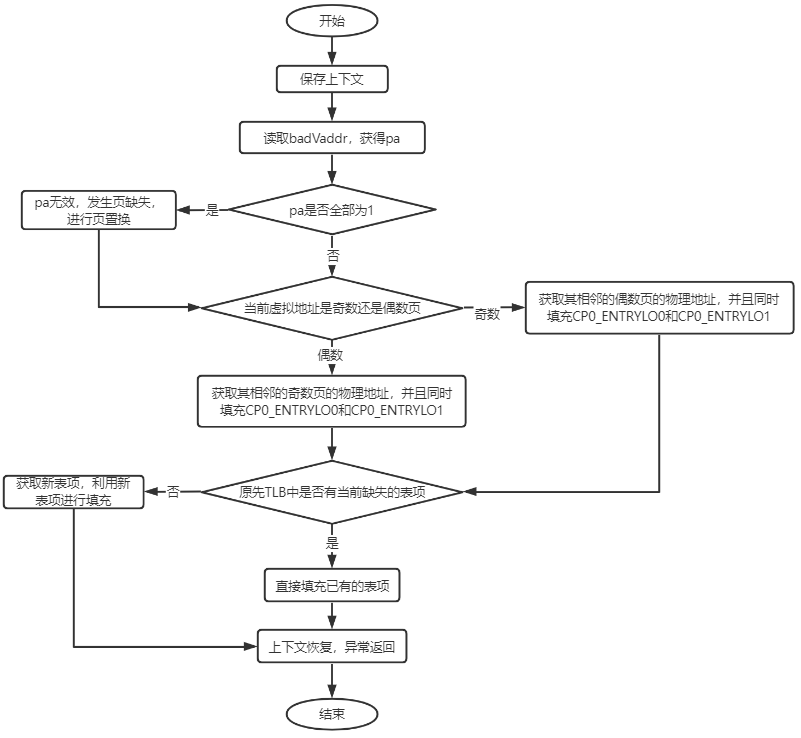 开始
保存上下文
读取badVaddr，获得pa
pa是否全部为1
是
pa无效，发生页缺失，
进行页置换
否
当前虚拟地址是奇数还是偶数页
奇数
获取其相邻的偶数页的物理地址，并且同时
填充CP0_ENTRYLO0和CP0_ENTRYLO1
偶数
获取其相邻的奇数页的物理地址，并且同时
填充CP0_ENTRYLO0和CP0_ENTRYLO1
原先TLB中是否有当前缺失的表项
否
获取新表项，利用新
表项进行填充
是
直接填充已有的表项
上下文恢复，异常返回
结束